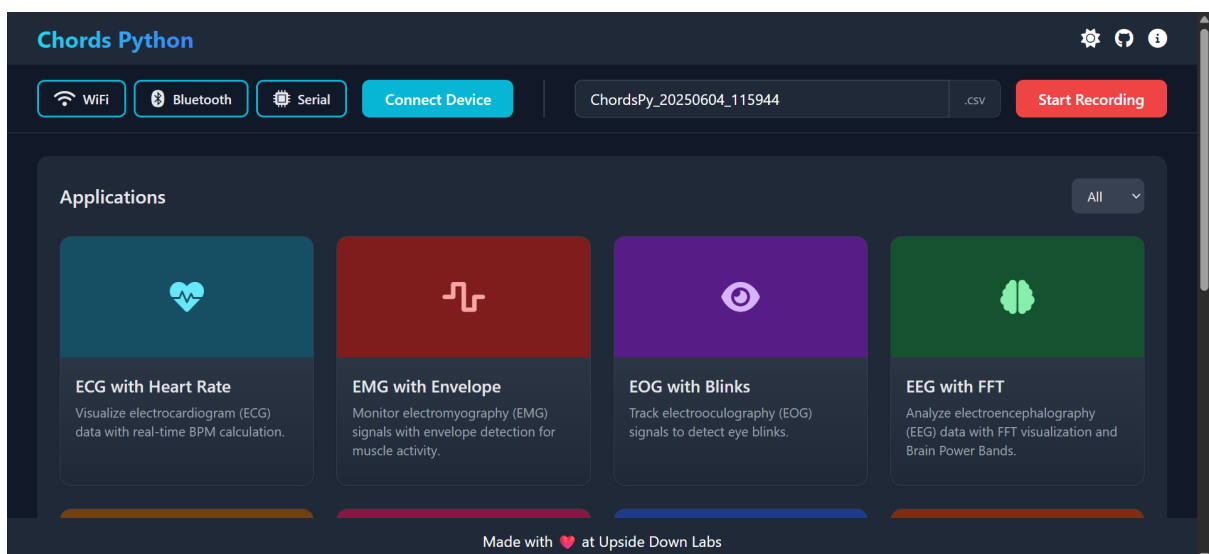 Chords Python
WiFi
Bluetooth
Serial
Connect Device
ChordsPy_20250604_115944
.csv
Start Recording
Applications
All
ECG with Heart Rate
Visualize electrocardiogram (ECG)
data with real-time BPM calculation.
EMG with Envelope
Monitor electromyography (EMG)
signals with envelope detection for
muscle activity.
EOG with Blinks
Track electrooculography (EOG)
signals to detect eye blinks.
EEG with FFT
Analyze electroencephalography
(EEG) data with FFT visualization and
Brain Power Bands.
Made with ❤️ at Upside Down Labs